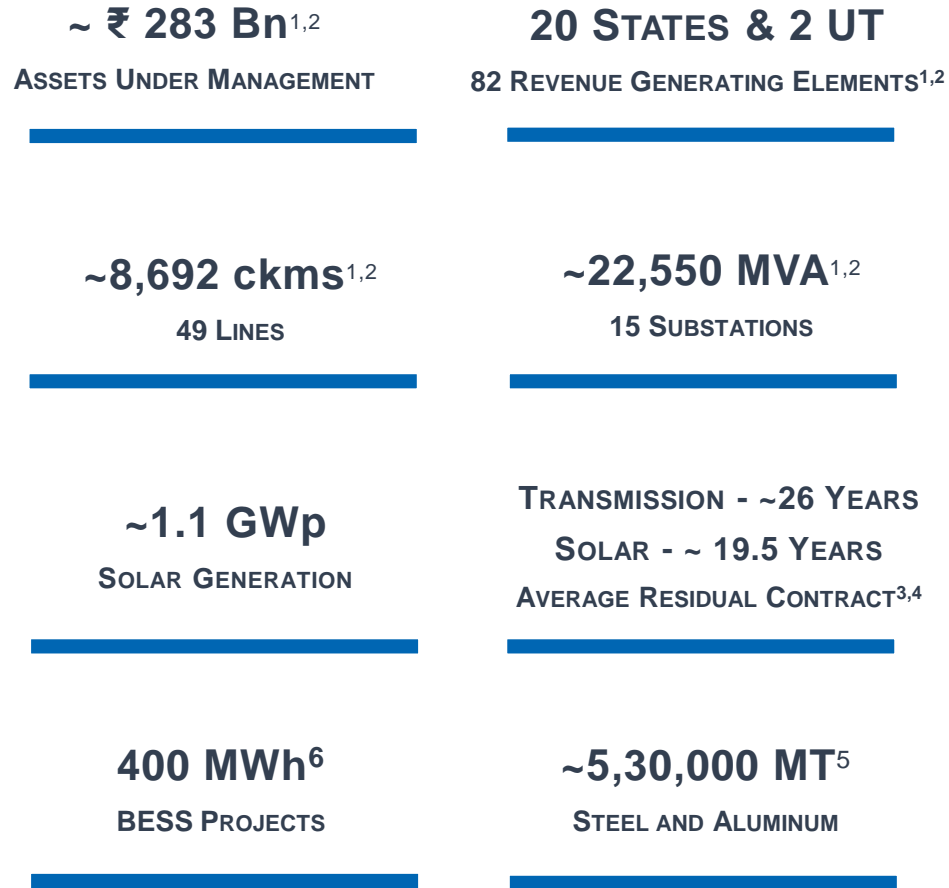 ~ ₹ 283 Bn1,2
ASSETS UNDER MANAGEMENT
20 STATES & 2 UT
82 REVENUE GENERATING ELEMENTS1,2
~8,692 ckms1,2
49 LINES
~22,550 MVA1,2
15 SUBSTATIONS
~1.1 GWp
SOLAR GENERATION
TRANSMISSION - ~26 YEARS
SOLAR - ~ 19.5 YEARS
AVERAGE RESIDUAL CONTRACT3,4
400 MWh6
BESS PROJECTS
~5,30,000 MT5
STEEL AND ALUMINUM